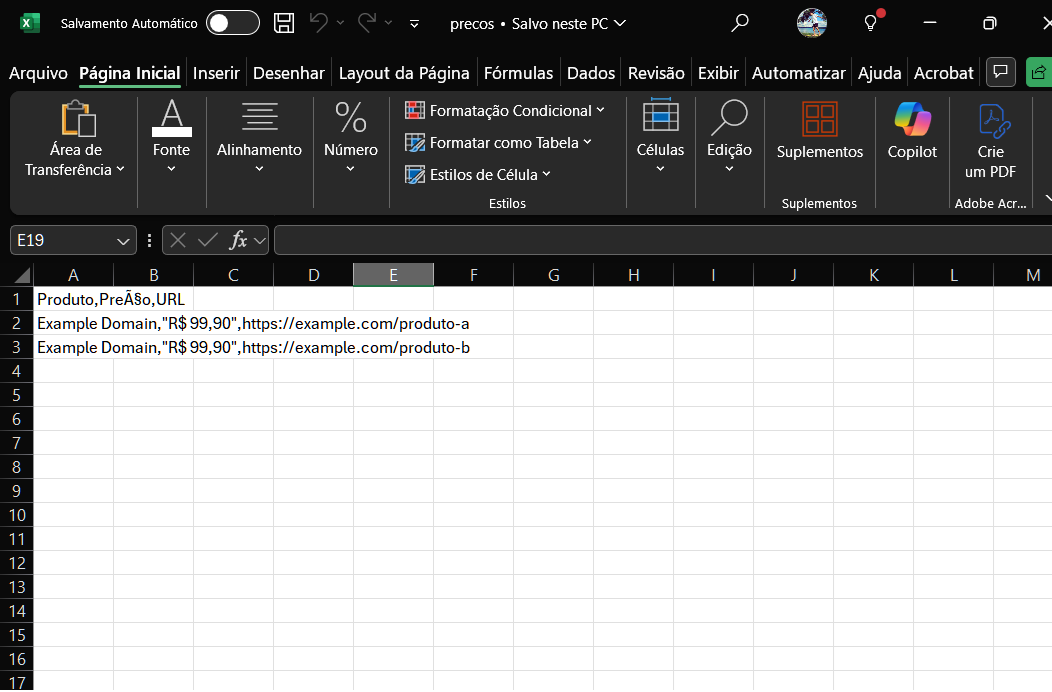 Salvamento Automático
precos • Salvo neste PC
Arquivo Página Inicial Inserir Desenhar Layout da Página Fórmulas Dados Revisão Exibir Automatizar Ajuda Acrobat
Área de
Transferência
Fonte
Alinhamento
%
Número
Formatação Condicional
Formatar como Tabela
Estilos de Célula
Estilos
Células
Edição
Suplementos
Suplementos
Copilot
Crie
um PDF
Adobe Acr...
E19
fx
A B C D E F G H I J K L M
1 Produto,PreÃ§o,URL
2 Example Domain,"R$ 99,90",https://example.com/produto-a
3 Example Domain,"R$ 99,90",https://example.com/produto-b
4
5
6
7
8
9
10
11
12
13
14
15
16
17